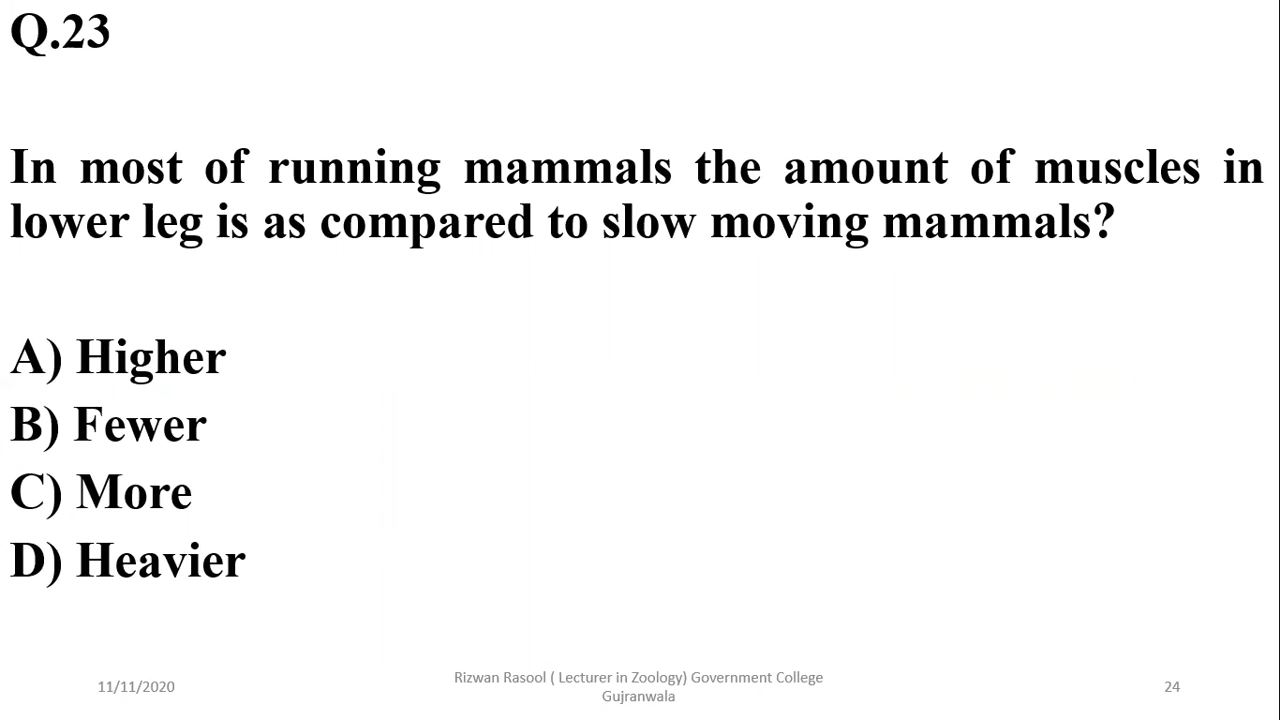 Q.23
In most of running mammals the amount of muscles in
lower leg is as compared to slow moving mammals?
A) Higher
B) Fewer
C) More
D) Heavier
11/11/2020
Rizwan Rasool ( Lecturer in Zoology) Government College
Gujranwala
24